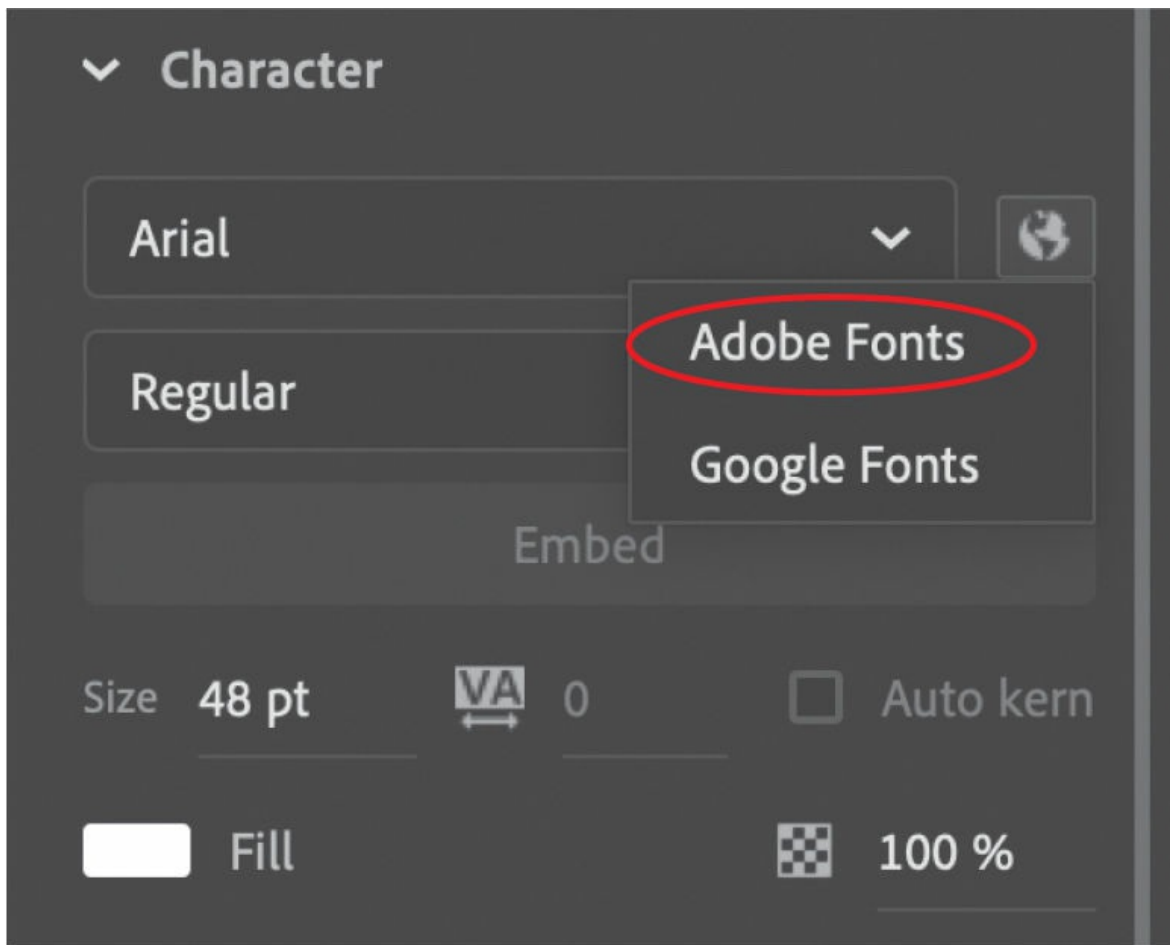 Character
Arial
Adobe Fonts
Regular
Google Fonts
Embed
Size 48 pt VA 0 Auto kern
Fill 100 %